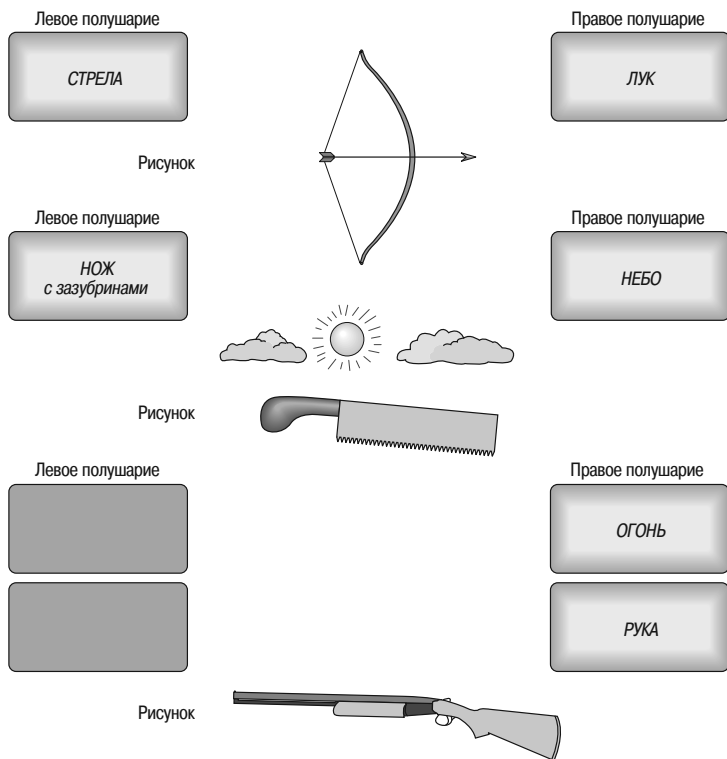 Левое полушарие
Правое полушарие
СТРЕЛА
ЛУК
Рисунок
Левое полушарие
Правое полушарие
НОЖ
с зазубринами
НЕБО
Рисунок
Левое полушарие
Правое полушарие
ОГОНЬ
РУКА
Рисунок